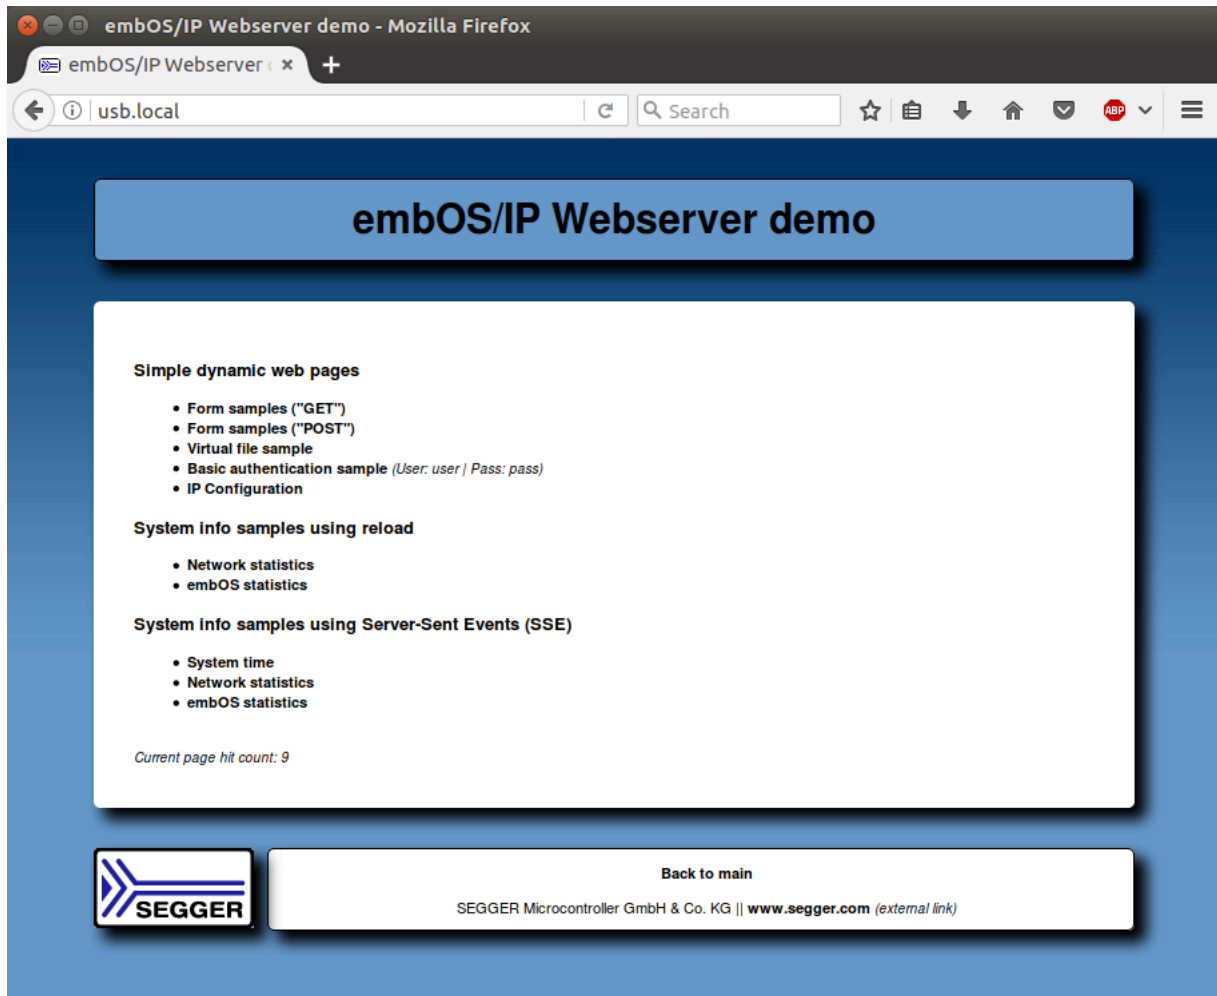 embOS/IP Webserver demo - Mozilla Firefox
embOS/IP Webserver
usb.local
Search
ABP
embOS/IP Webserver demo
Simple dynamic web pages
Form samples ("GET")
Form samples ("POST")
Virtual file sample
Basic authentication sample (User: user | Pass: pass)
IP Configuration
System info samples using reload
Network statistics
embOS statistics
System info samples using Server-Sent Events (SSE)
System time
Network statistics
embOS statistics
Current page hit count: 9
SEGGER
Back to main
SEGGER Microcontroller GmbH & Co. KG || www.segger.com (external link)